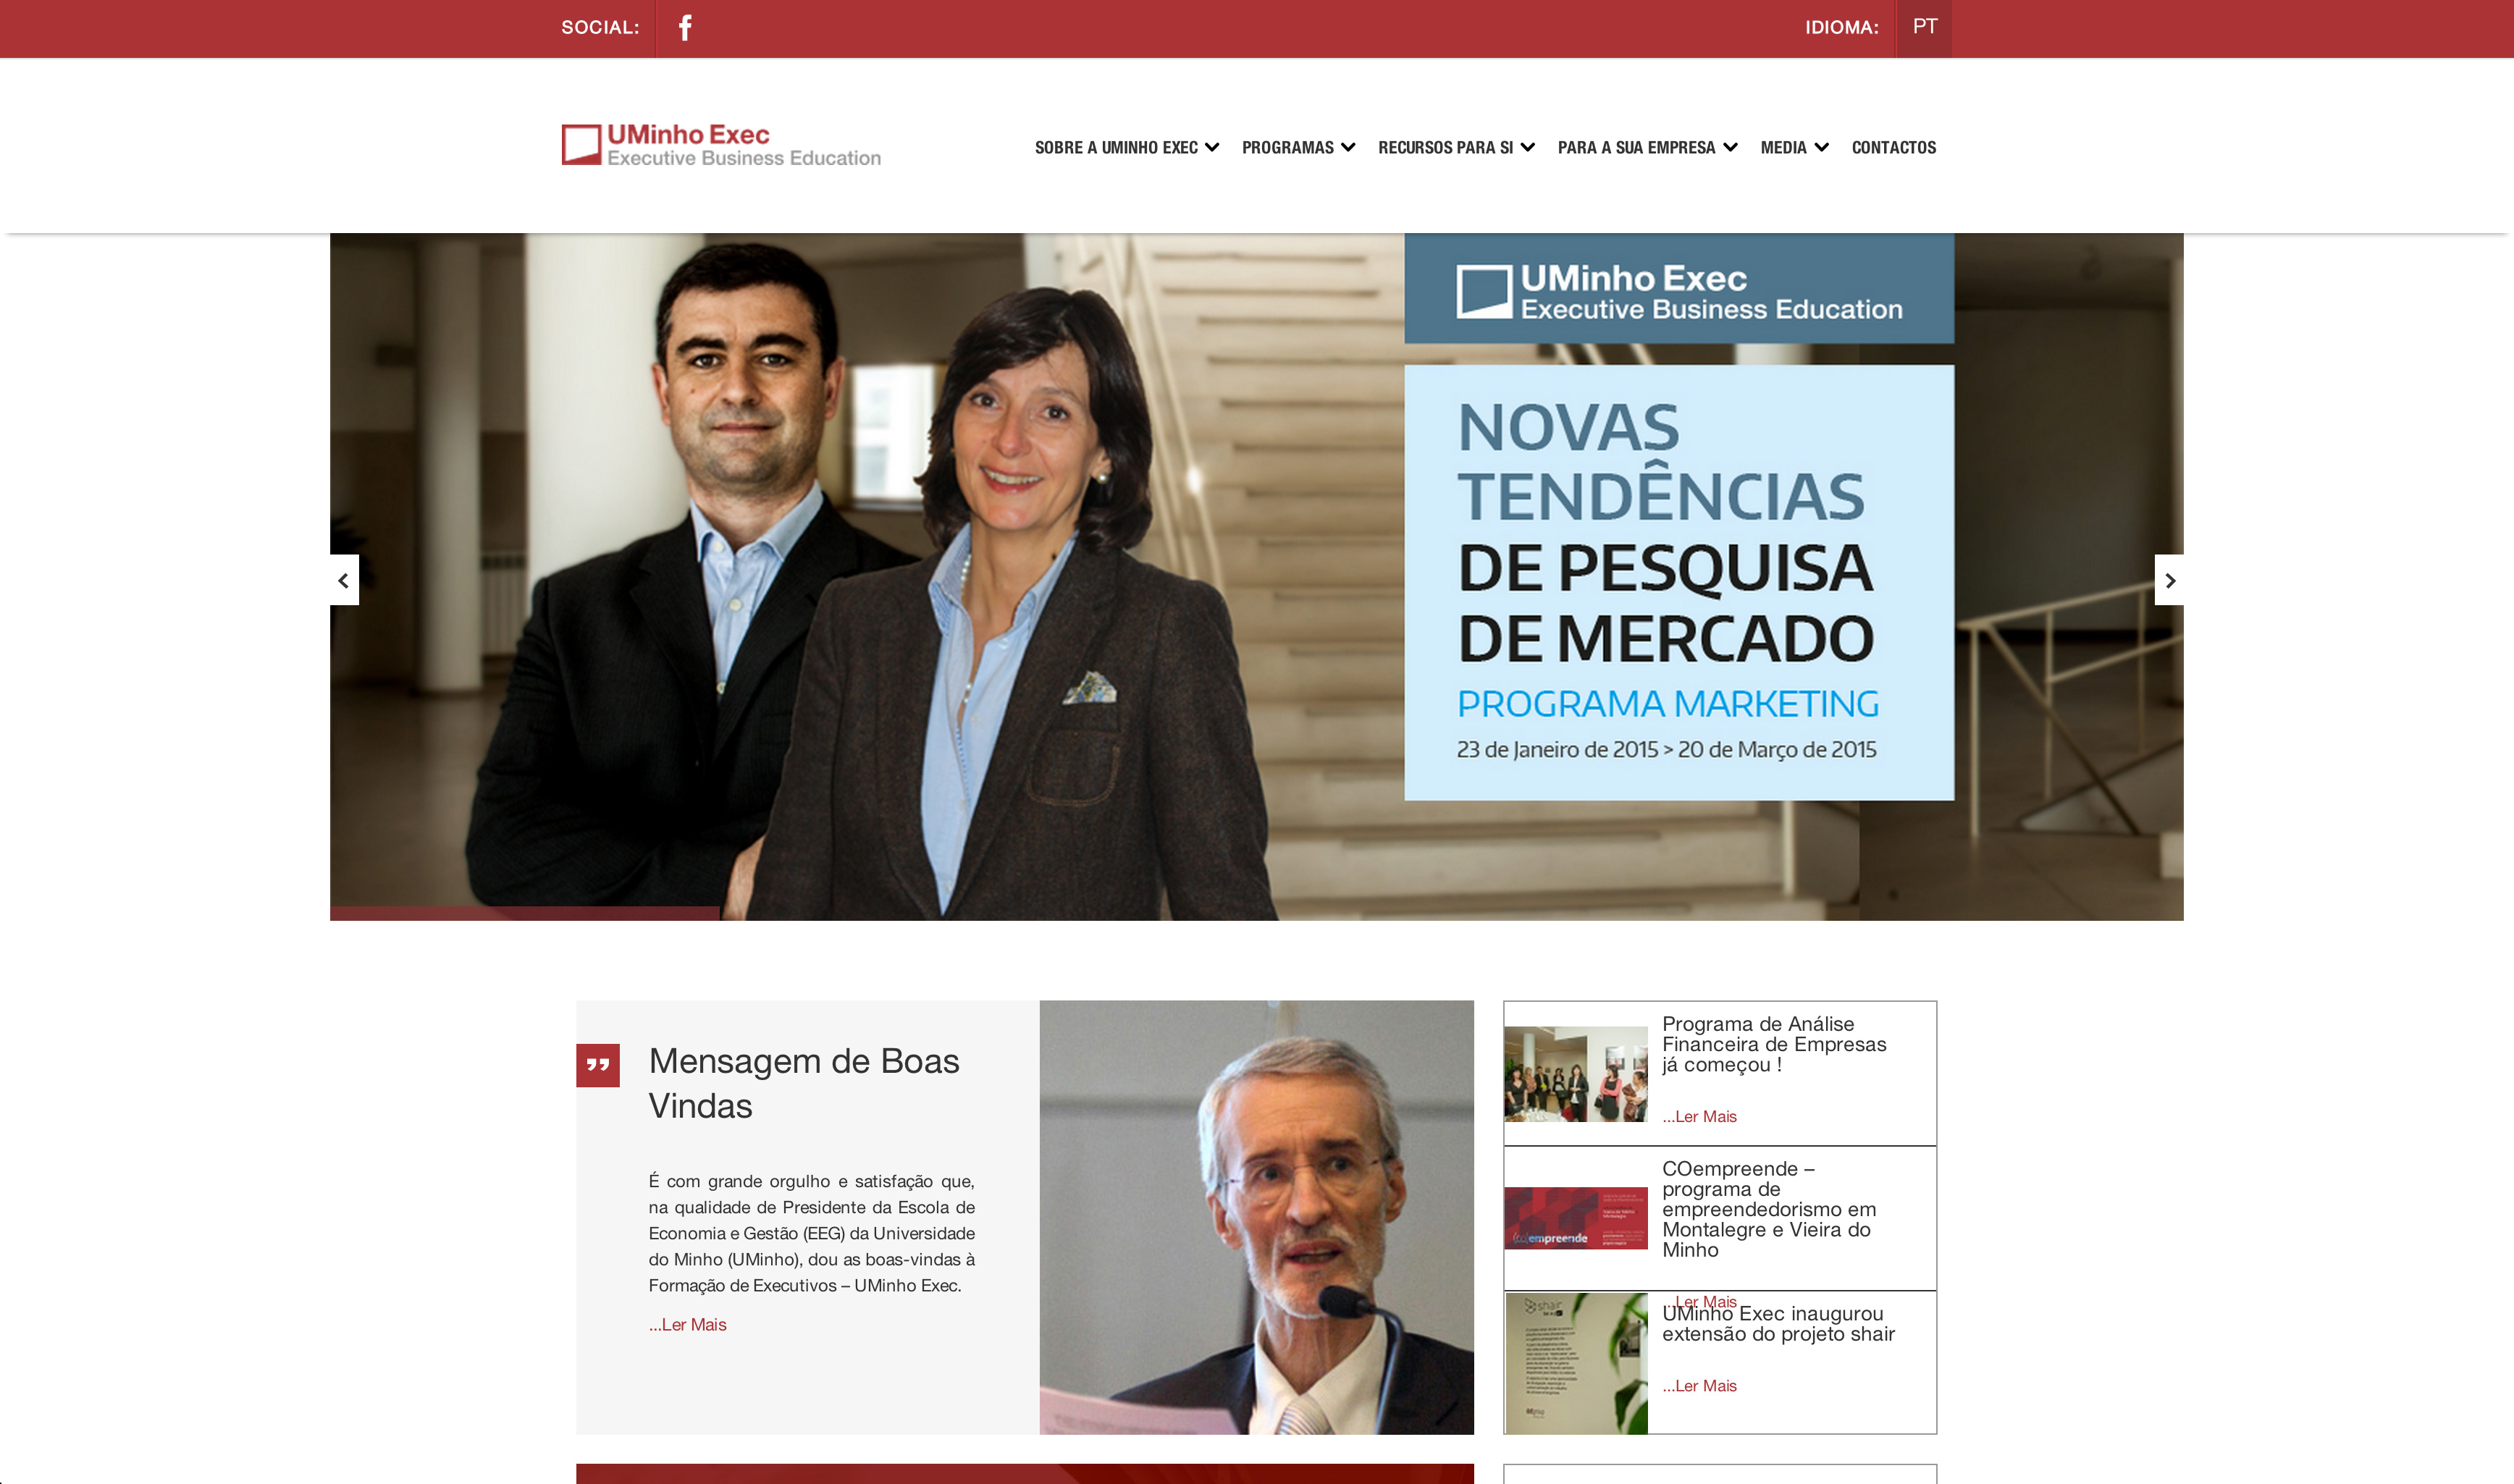 SOCIAL:
IDIOMA: PT
UMinho Exec
Executive Business Education
SOBRE A UMINHO EXEC PROGRAMAS RECURSOS PARA SI PARA A SUA EMPRESA MEDIA CONTACTOS
UMinho Exec
Executive Business Education
NOVAS
TENDÊNCIAS
DE PESQUISA
DE MERCADO
PROGRAMA MARKETING
23 de Janeiro de 2015 > 20 de Março de 2015
Mensagem de Boas
Vindas
É com grande orgulho e satisfação que,
na qualidade de Presidente da Escola de
Economia e Gestão (EEG) da Universidade
do Minho (UMinho), dou as boas-vindas à
Formação de Executivos – UMinho Exec.
...Ler Mais
Programa de Análise
Financeira de Empresas
já começou !
...Ler Mais
(co)empreende
COempreende –
programa de
empreendedorismo em
Montalegre e Vieira do
Minho
...Ler Mais
shair
UMinho Exec inaugurou
extensão do projeto shair
...Ler Mais